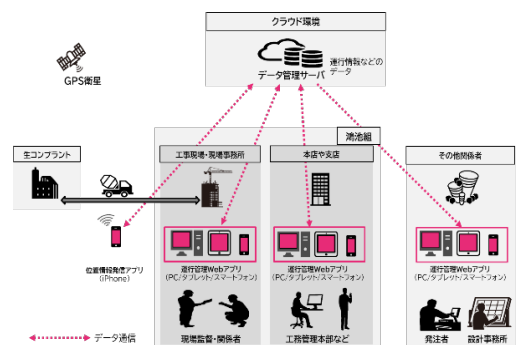 クラウド環境
データ管理サーバ
運行情報などの
データ
GPS衛星
鴻池組
生コンプラント
工事現場・現場事務所
本店や支店
その他関係者
位置情報発信アプリ
(iPhone)
運行管理Webアプリ
(PC/タブレット/スマートフォン)
運行管理Webアプリ
(PC/タブレット/スマートフォン)
運行管理Webアプリ
(PC/タブレット/スマートフォン)
現場監督・関係者
工務管理本部など
発注者
設計事務所
データ通信